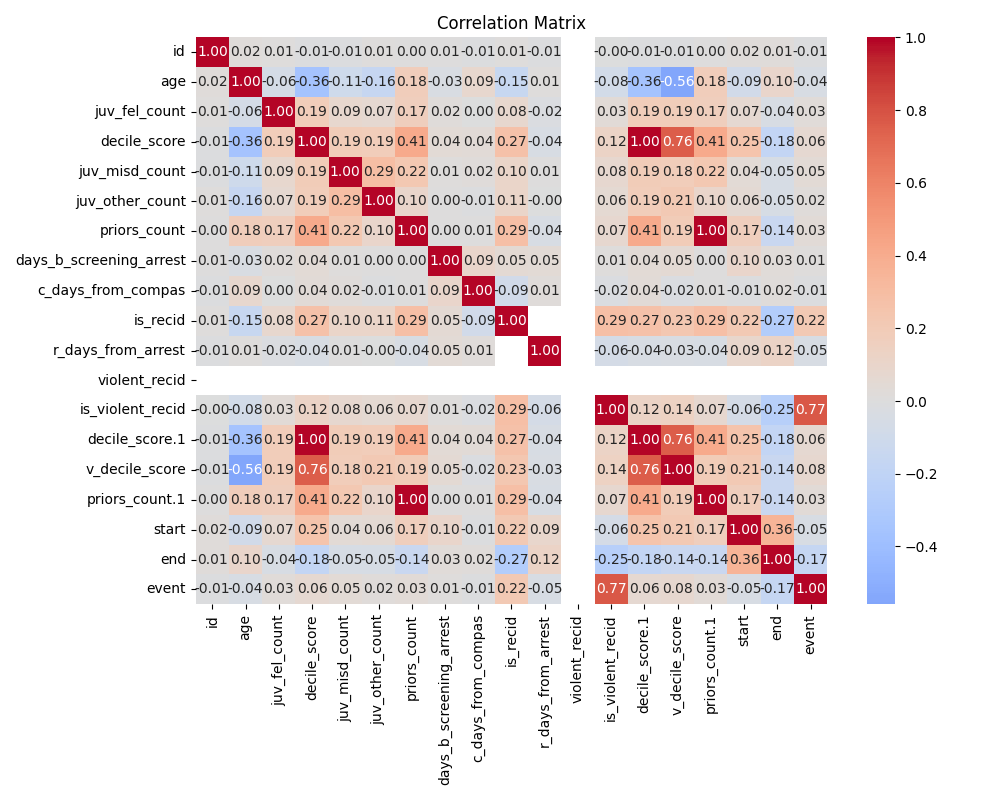 Correlation Matrix
id 1.00 0.02 0.01 -0.01 -0.01 0.01 0.00 0.01 -0.01 0.01 -0.01 -0.00 -0.01 -0.01 0.00 0.02 0.01 -0.01
age 0.02 1.00 -0.06 -0.36 -0.11 -0.16 0.18 -0.03 0.09 -0.15 0.01 -0.08 -0.36 -0.56 0.18 -0.09 0.10 -0.04
juv_fel_count 0.01 -0.06 1.00 0.19 0.09 0.07 0.17 0.02 0.00 0.08 -0.02 0.03 0.19 0.19 0.17 0.07 -0.04 0.03
decile_score -0.01 -0.36 0.19 1.00 0.19 0.19 0.41 0.04 0.04 0.27 -0.04 0.12 1.00 0.76 0.41 0.25 -0.18 0.06
juv_misd_count -0.01 -0.11 0.09 0.19 1.00 0.29 0.22 0.01 0.02 0.10 0.01 0.08 0.19 0.18 0.22 0.04 -0.05 0.05
juv_other_count 0.01 -0.16 0.07 0.19 0.29 1.00 0.10 0.00 -0.01 0.11 -0.00 0.06 0.19 0.21 0.10 0.06 -0.05 0.02
priors_count 0.00 0.18 0.17 0.41 0.22 0.10 1.00 0.00 0.01 0.29 -0.04 0.07 0.41 0.19 1.00 0.17 -0.14 0.03
days_b_screening_arrest 0.01 -0.03 0.02 0.04 0.01 0.00 0.00 1.00 0.09 0.05 0.05 0.01 0.04 0.05 0.00 0.10 0.03 0.01
c_days_from_compas -0.01 0.09 0.00 0.04 0.02 -0.01 0.01 0.09 1.00 -0.09 0.01 -0.02 0.04 -0.02 0.01 -0.01 0.02 -0.01
is_recid 0.01 -0.15 0.08 0.27 0.10 0.11 0.29 0.05 -0.09 1.00 0.29 0.27 0.23 0.29 0.22 -0.27 0.22
r_days_from_arrest -0.01 0.01 -0.02 -0.04 0.01 -0.00 -0.04 0.05 0.01 1.00 -0.06 -0.04 -0.03 -0.04 0.09 0.12 -0.05
violent_recid
is_violent_recid -0.00 -0.08 0.03 0.12 0.08 0.06 0.07 0.01 -0.02 0.29 -0.06 1.00 0.12 0.14 0.07 -0.06 -0.25 0.77
decile_score.1 -0.01 -0.36 0.19 1.00 0.19 0.19 0.41 0.04 0.04 0.27 -0.04 0.12 1.00 0.76 0.41 0.25 -0.18 0.06
v_decile_score -0.01 -0.56 0.19 0.76 0.18 0.21 0.19 0.05 -0.02 0.23 -0.03 0.14 0.76 1.00 0.19 0.21 -0.14 0.08
priors_count.1 0.00 0.18 0.17 0.41 0.22 0.10 1.00 0.00 0.01 0.29 -0.04 0.07 0.41 0.19 1.00 0.17 -0.14 0.03
start 0.02 -0.09 0.07 0.25 0.04 0.06 0.17 0.10 -0.01 0.22 0.09 -0.06 0.25 0.21 0.17 1.00 0.36 -0.05
end 0.01 0.10 -0.04 -0.18 -0.05 -0.05 -0.14 0.03 0.02 -0.27 0.12 -0.25 -0.18 -0.14 -0.14 0.36 1.00 -0.17
event -0.01 -0.04 0.03 0.06 0.05 0.02 0.03 0.01 -0.01 0.22 -0.05 0.77 0.06 0.08 0.03 -0.05 -0.17 1.00
id
age
juv_fel_count
decile_score
juv_misd_count
juv_other_count
priors_count
days_b_screening_arrest
c_days_from_compas
is_recid
r_days_from_arrest
violent_recid
is_violent_recid
decile_score.1
v_decile_score
priors_count.1
start
end
event
1.0
0.8
0.6
0.4
0.2
0.0
−0.2
−0.4